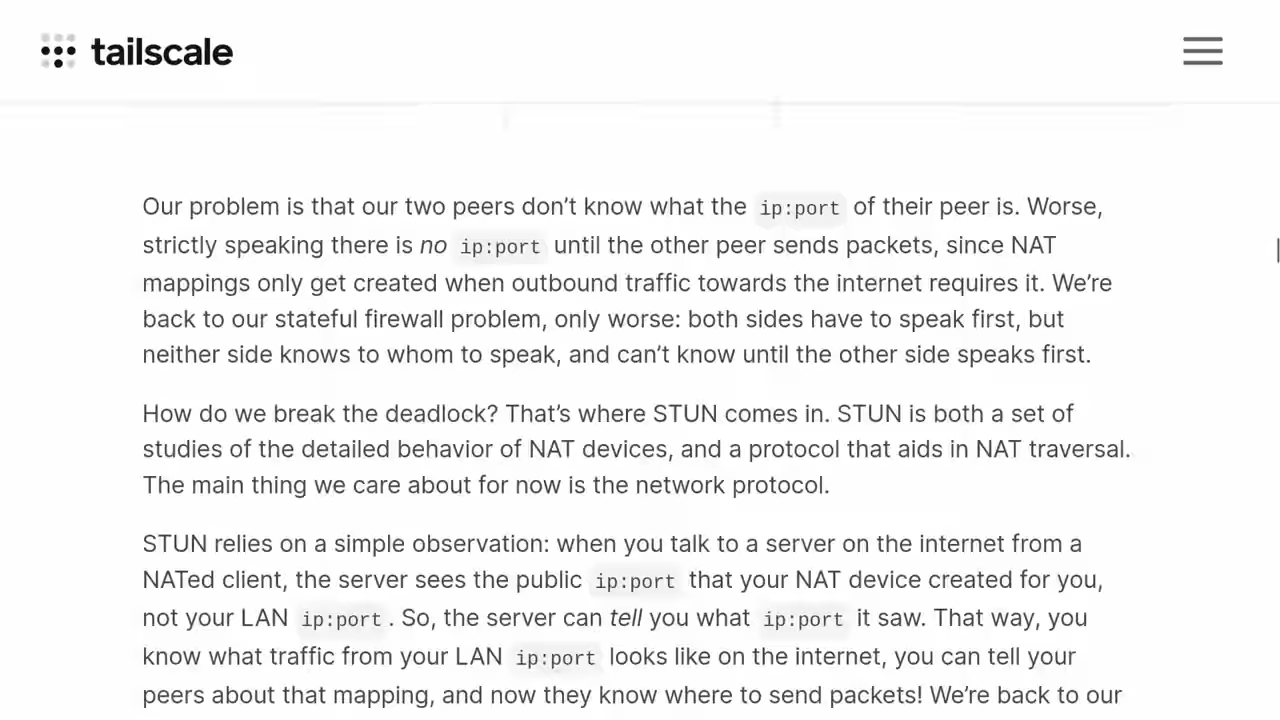 tailscale
Our problem is that our two peers don’t know what the ip:port of their peer is. Worse,
strictly speaking there is no ip:port until the other peer sends packets, since NAT
mappings only get created when outbound traffic towards the internet requires it. We’re
back to our stateful firewall problem, only worse: both sides have to speak first, but
neither side knows to whom to speak, and can’t know until the other side speaks first.
How do we break the deadlock? That’s where STUN comes in. STUN is both a set of
studies of the detailed behavior of NAT devices, and a protocol that aids in NAT traversal.
The main thing we care about for now is the network protocol.
STUN relies on a simple observation: when you talk to a server on the internet from a
NATed client, the server sees the public ip:port that your NAT device created for you,
not your LAN ip:port. So, the server can tell you what ip:port it saw. That way, you
know what traffic from your LAN ip:port looks like on the internet, you can tell your
peers about that mapping, and now they know where to send packets! We’re back to our